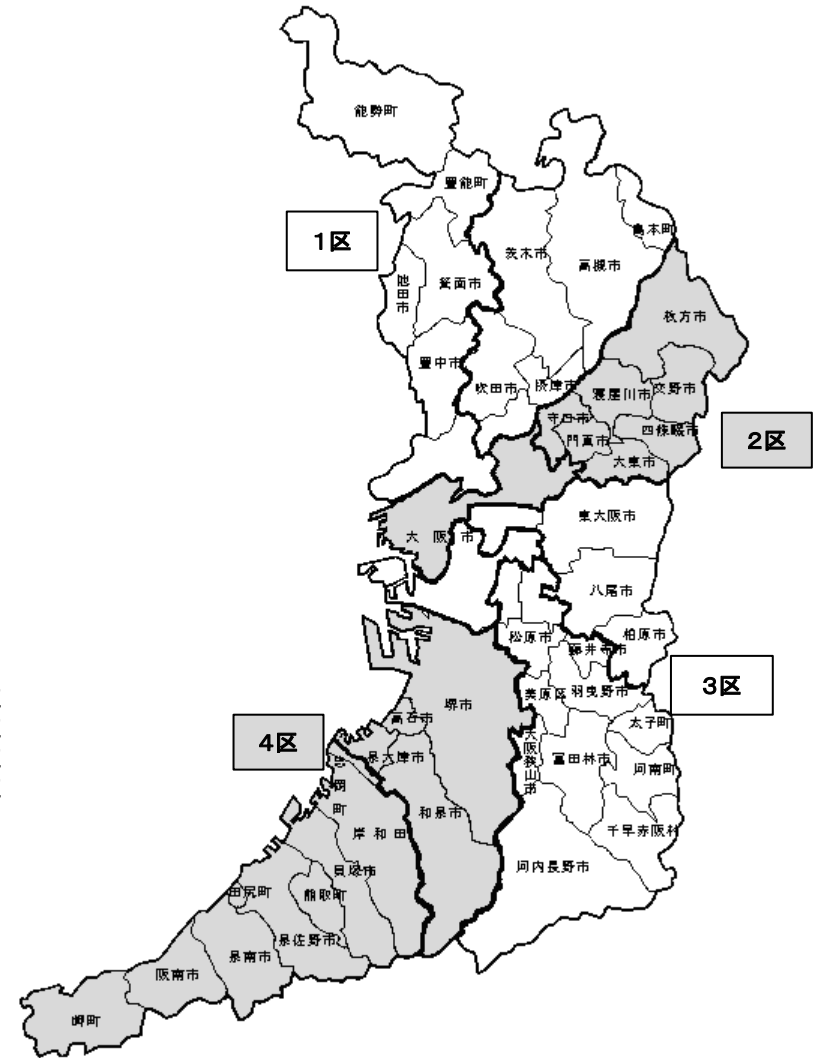 能勢町
豊能町
島本町
1区
茨木市
高槻市
箕面市
池田市
枚方市
豊中市
吹田市
摂津市
寝屋川市
交野市
守口市
四條畷市
2区
門真市
大東市
東大阪市
大阪市
八尾市
松原市
柏原市
藤井寺市
3区
美原区
羽曳野市
堺市
高石市
太子町
4区
大阪狭山市
泉大津市
富田林市
河南町
忠岡町
和泉市
千早赤阪村
岸和田
貝塚市
河内長野市
田尻町
熊取町
泉佐野市
泉南市
阪南市
岬町